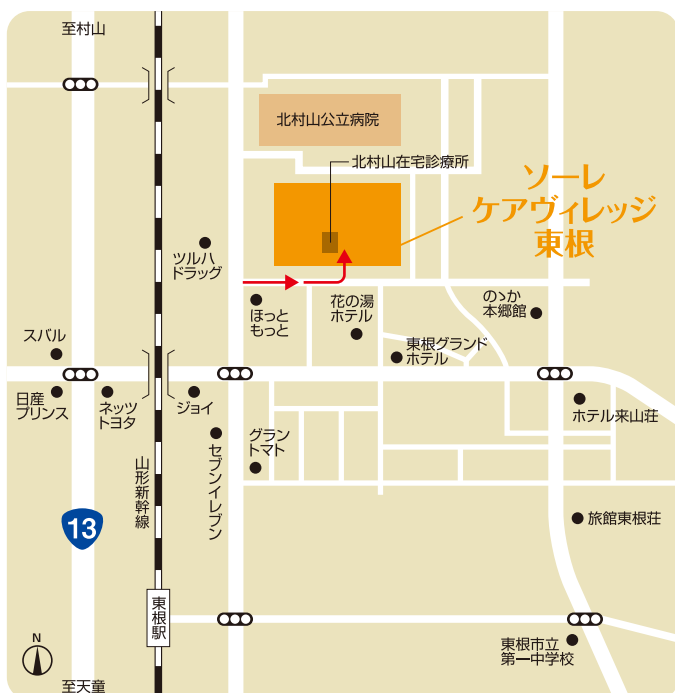 至村山
北村山公立病院
北村山在宅診療所
ソーレ
ケアヴィレッジ
東根
ツルハ
ドラッグ
ほっと
もっと
花の湯
ホテル
のゝか
本郷館
東根グランド
ホテル
スバル
日産
プリンス
ネッツ
トヨタ
ジョイ
ホテル来山荘
グラン
トマト
セブンイレブン
山形新幹線
13
旅館東根荘
東根駅
東根市立
第一中学校
N
至天童